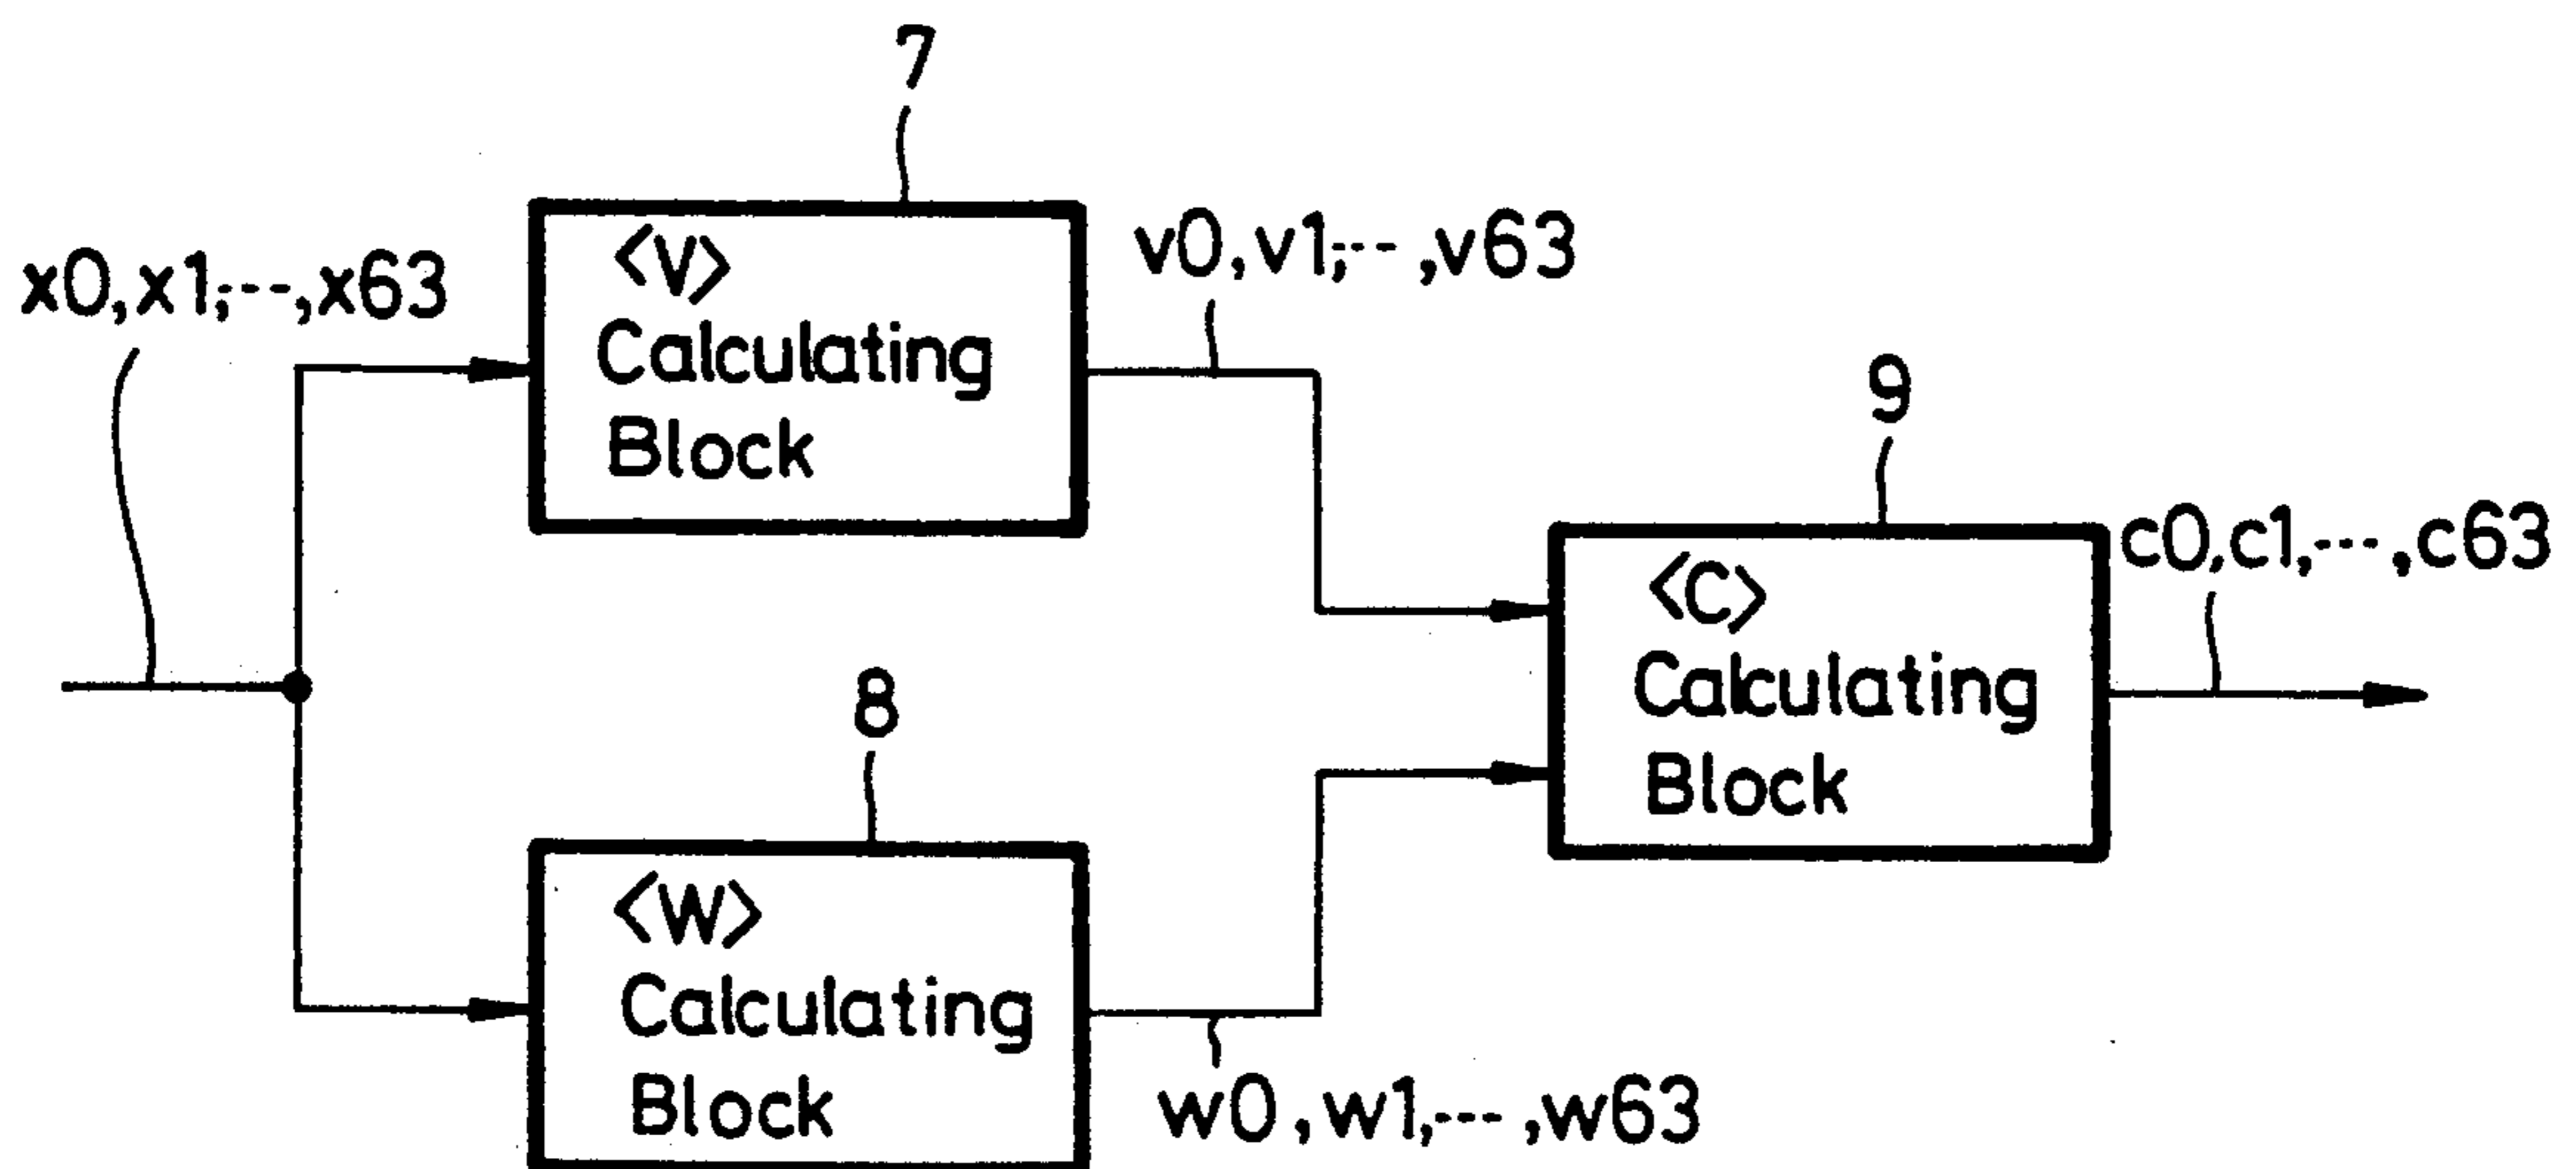 7
x0,x1,---,x63
<V>
Calculating
Block
v0,v1,--- ,v63
9
<C>
Calculating
Block
c0,c1,---,c63
8
<W>
Calculating
Block
w0,w1,---,w63